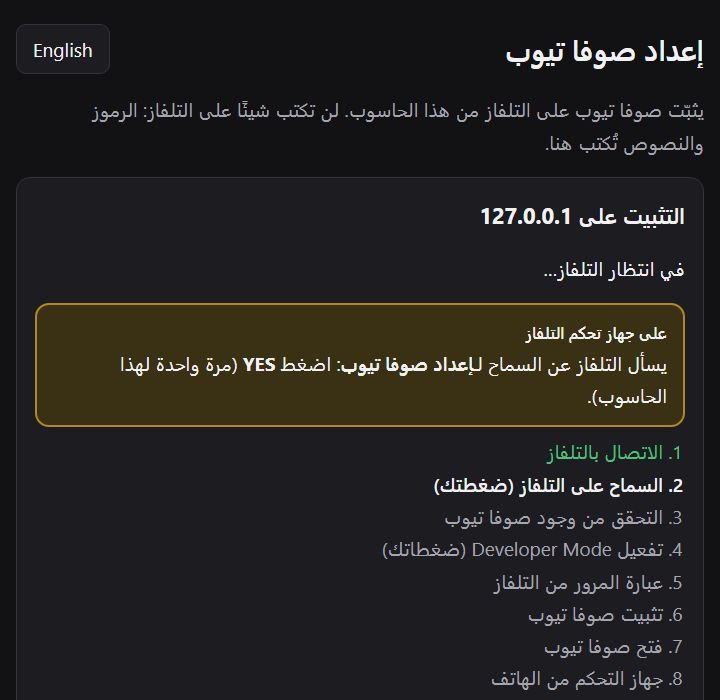 إعداد صوفا تيوب
English
يثبّت صوفا تيوب على التلفاز من هذا الحاسوب. لن تكتب شيئًا على التلفاز: الرموز
والنصوص تُكتب هنا.
التثبيت على 127.0.0.1
في انتظار التلفاز...
على جهاز تحكم التلفاز
يسأل التلفاز عن السماح لـإعداد صوفا تيوب: اضغط YES (مرة واحدة لهذا
الحاسوب).
1. الاتصال بالتلفاز
2. السماح على التلفاز (ضغطتك)
3. التحقق من وجود صوفا تيوب
4. تفعيل Developer Mode (ضغطاتك)
5. عبارة المرور من التلفاز
6. تثبيت صوفا تيوب
7. فتح صوفا تيوب
8. جهاز التحكم من الهاتف